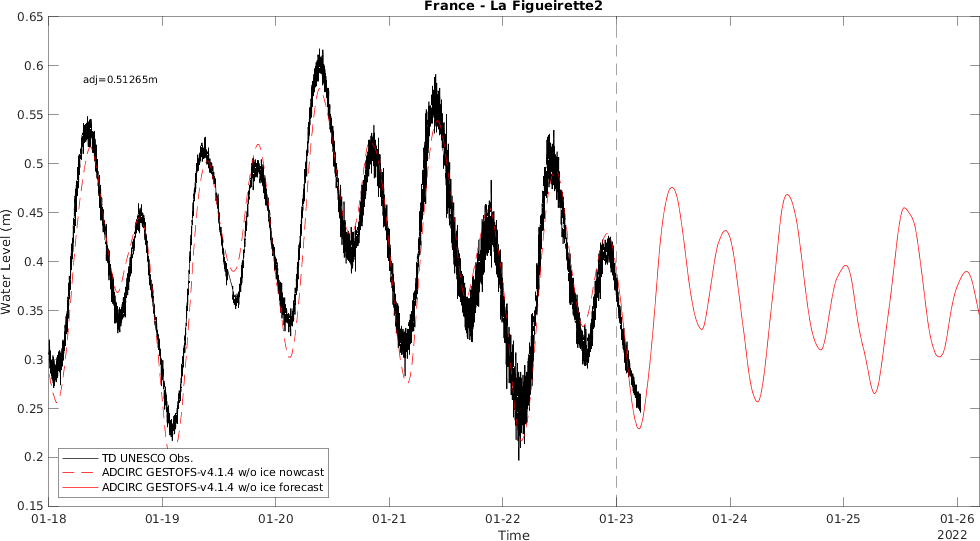 France - La Figueirette2
0.65
0.6
0.55
0.5
0.45
0.4
0.35
0.3
0.25
0.2
0.15
Water Level (m)
adj=0.51265m
TD UNESCO Obs.
ADCIRC GESTOFS-v4.1.4 w/o ice nowcast
ADCIRC GESTOFS-v4.1.4 w/o ice forecast
01-18 01-19 01-20 01-21 01-22 01-23 01-24 01-25 01-26
Time 2022